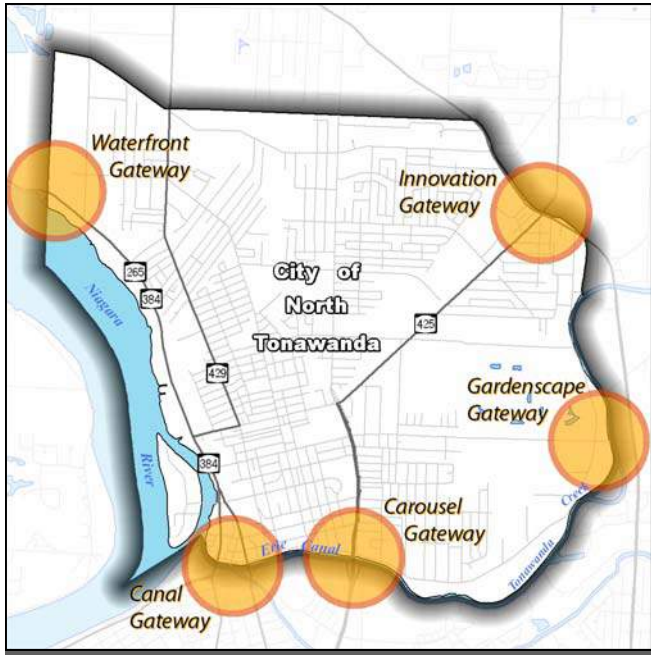 Waterfront
Gateway
Innovation
Gateway
265
City of
North
Tonawanda
384
Niagara
425
429
Gardenscape
Gateway
River
384
Carousel
Gateway
Creek
Erie Canal
Tonawanda
Canal
Gateway